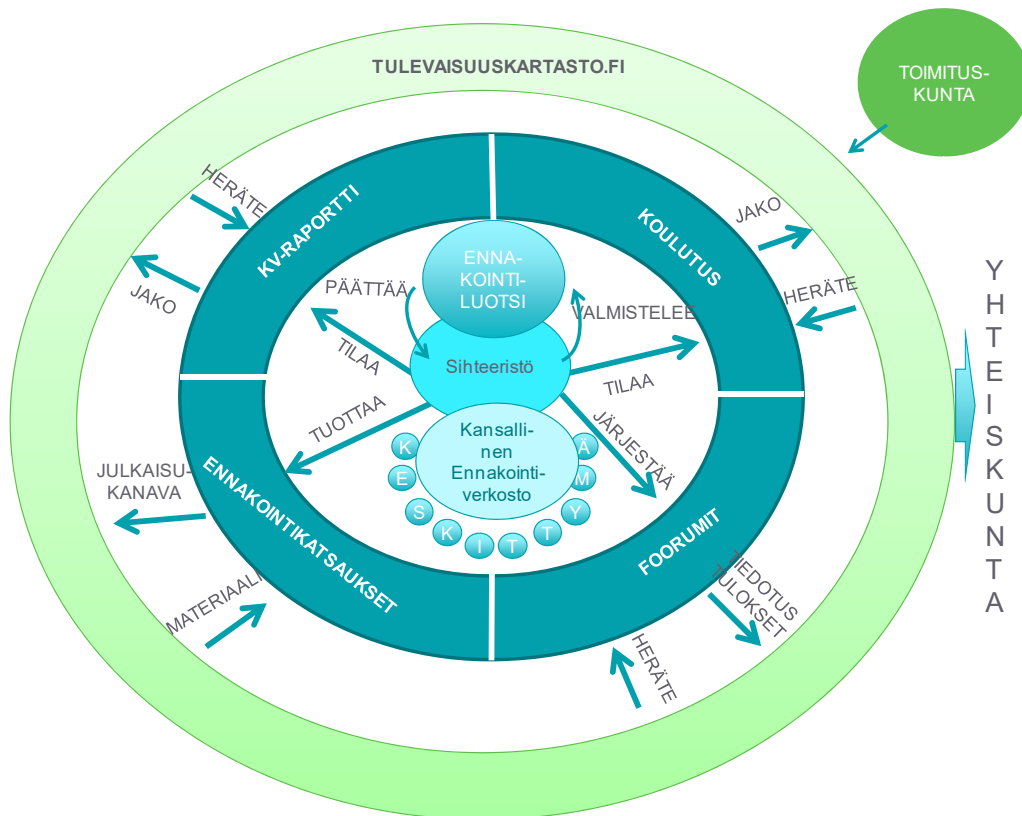 TULEVAISUUSKARTASTO.FI
TOIMITUS-
KUNTA
HERÄTE
JAKO
KV-RAPORTTI
KOULUTUS
JAKO
HERÄTE
ENNA-
KOINTI-
LUOTSI
PÄÄTTÄÄ
VALMISTELEE
Sihteeristö
TILAA
TILAA
TUOTTAA
JÄRJESTÄÄ
Kansalli-
nen
Ennakointi-
verkosto
K
E
S
K
I
T
T
Y
M
Ä
JULKAISU-
KANAVA
MATERIAALI
ENNAKOINTIKATSAUKSET
FOORUMIT
TIEDOTUS
TULOKSET
HERÄTE
Y
H
T
E
I
S
K
U
N
T
A